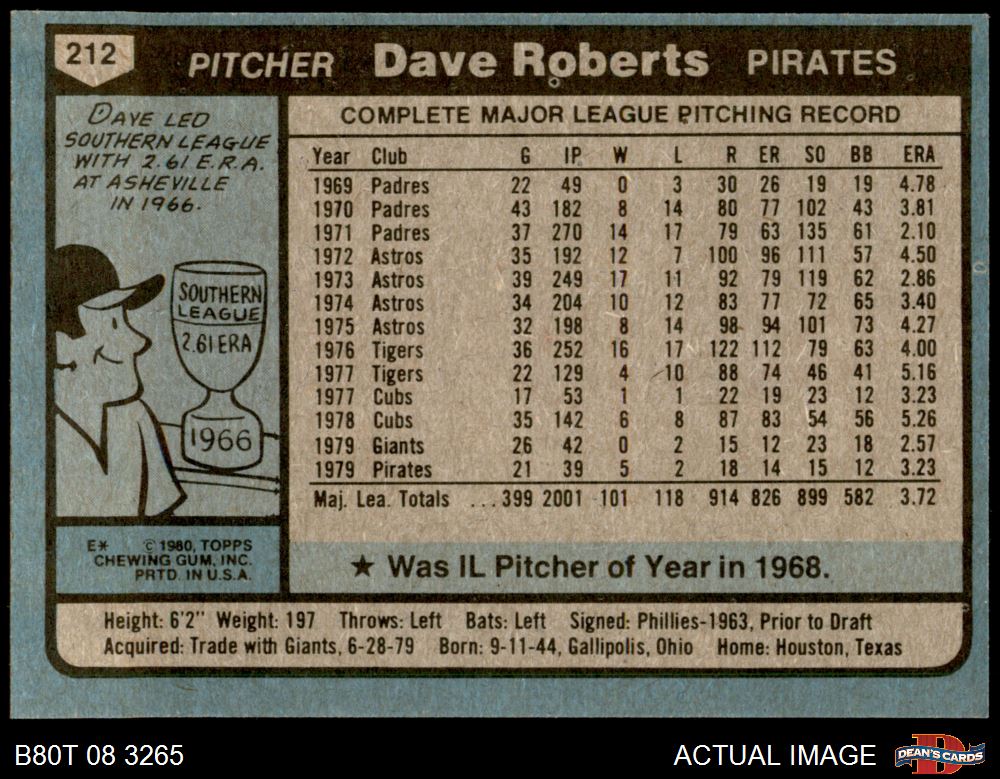 212 PITCHER Dave Roberts PIRATES
DAVE LED
SOUTHERN LEAGUE
WITH 2.61 E.R.A.
AT ASHEVILLE
IN 1966.
SOUTHERN
LEAGUE
2.61 ERA
1966
E* © 1980, TOPPS
CHEWING GUM, INC.
PRTD. IN U.S.A.
COMPLETE MAJOR LEAGUE PITCHING RECORD
Year Club G IP W L R ER SO BB ERA
1969 Padres 22 49 0 3 30 26 19 19 4.78
1970 Padres 43 182 8 14 80 77 102 43 3.81
1971 Padres 37 270 14 17 79 63 135 61 2.10
1972 Astros 35 192 12 7 100 96 111 57 4.50
1973 Astros 39 249 17 11 92 79 119 62 2.86
1974 Astros 34 204 10 12 83 77 72 65 3.40
1975 Astros 32 198 8 14 98 94 101 73 4.27
1976 Tigers 36 252 16 17 122 112 79 63 4.00
1977 Tigers 22 129 4 10 88 74 46 41 5.16
1977 Cubs 17 53 1 1 22 19 23 12 3.23
1978 Cubs 35 142 6 8 87 83 54 56 5.26
1979 Giants 26 42 0 2 15 12 23 18 2.57
1979 Pirates 21 39 5 2 18 14 15 12 3.23
Maj. Lea. Totals ...399 2001 101 118 914 826 899 582 3.72
★ Was IL Pitcher of Year in 1968.
Height: 6'2" Weight: 197 Throws: Left Bats: Left Signed: Phillies-1963, Prior to Draft
Acquired: Trade with Giants, 6-28-79 Born: 9-11-44, Gallipolis, Ohio Home: Houston, Texas
B80T 08 3265 ACTUAL IMAGE DEAN'S CARDS